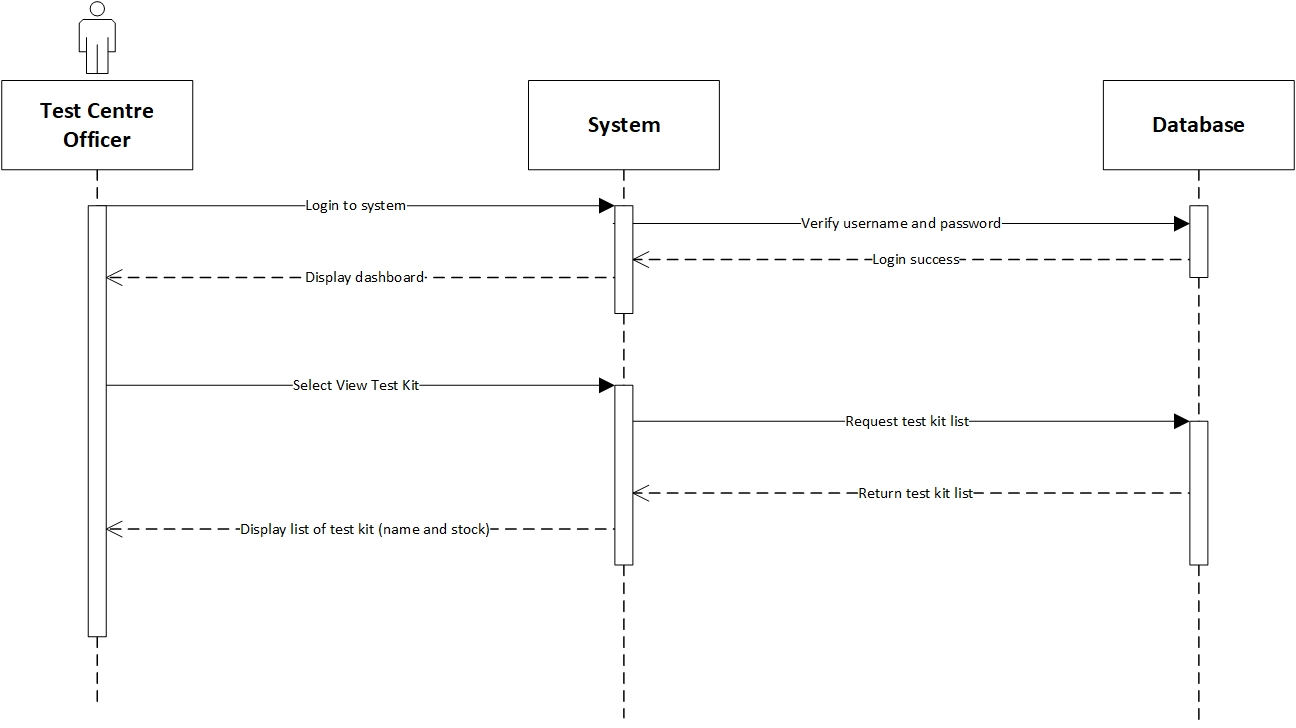 Test Centre
Officer
System
Database
Login to system
Verify username and password
Login success
Display dashboard
Select View Test Kit
Request test kit list
Return test kit list
Display list of test kit (name and stock)